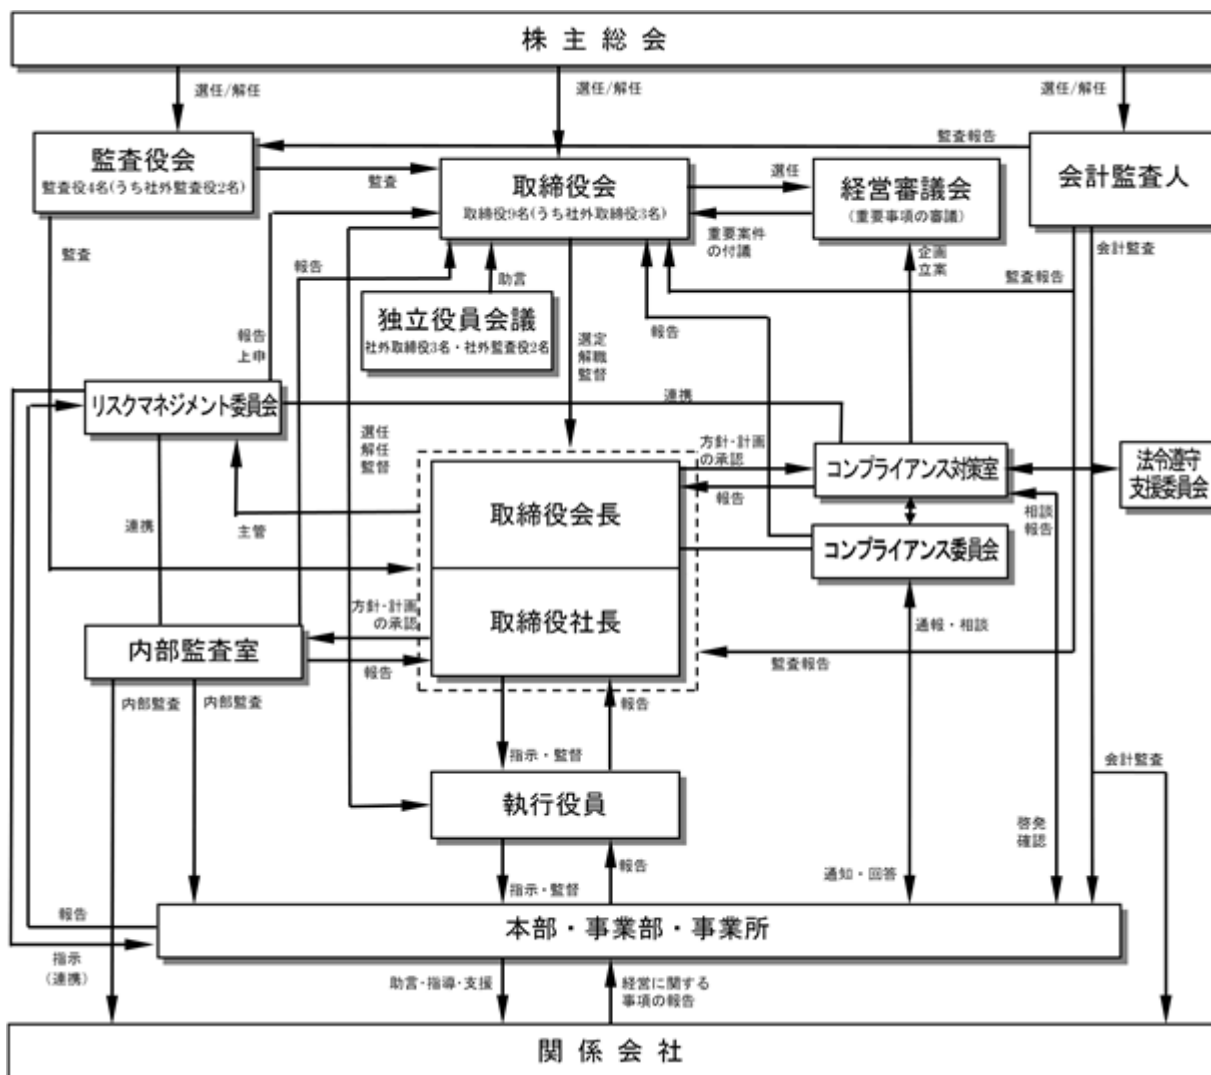 株主総会
選任/解任
選任/解任
選任/解任
監査役会
監査役4名(うち社外監査役2名)
監査
取締役会
取締役9名(うち社外取締役3名)
選任
経営審議会
(重要事項の審議)
重要案件
の付議
監査報告
会計監査人
監査
報告
助言
企画
立案
会計監査
監査報告
独立役員会議
社外取締役3名・社外監査役2名
報告
報告
上申
選定
解職
監督
リスクマネジメント委員会
連携
選任
解任
監督
方針・計画
の承認
コンプライアンス対策室
法令遵守
支援委員会
報告
相談
報告
連携
主管
取締役会長
コンプライアンス委員会
方針・計画
の承認
取締役社長
通報・相談
内部監査室
報告
監査報告
内部監査
内部監査
報告
指示・監督
会計監査
執行役員
啓発
確認
指示・監督
報告
通知・回答
報告
本部・事業部・事業所
指示
(連携)
助言・指導・支援
経営に関する
事項の報告
関係会社